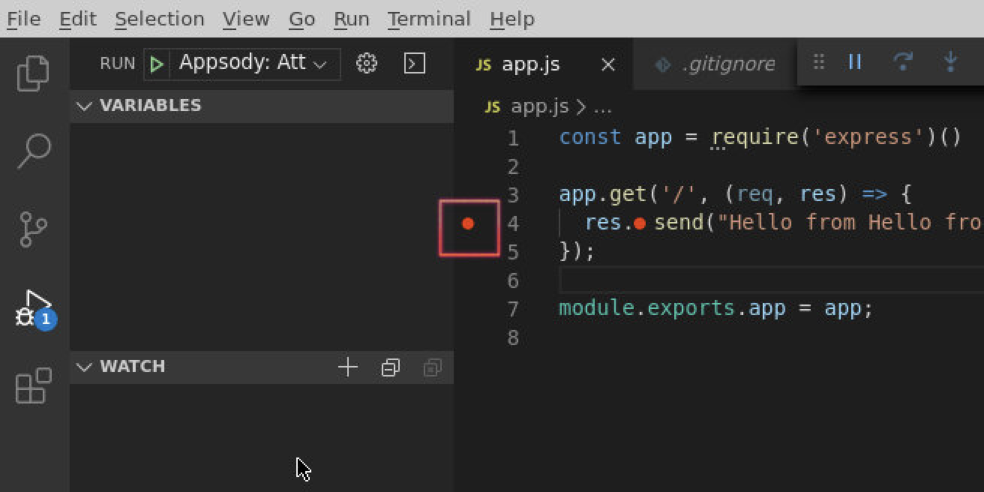 File Edit Selection View Go Run Terminal Help
RUN Appsody: Att
JS app.js .gitignore
VARIABLES
JS app.js > ...
1 const app = require('express')()
2
3 app.get('/', (req, res) => {
4 res. send("Hello from Hello fro
5 });
6
7 module.exports.app = app;
8
1
WATCH